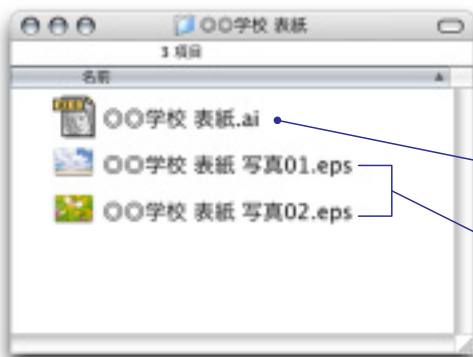 ○○学校 表紙
3 項目
名前
○○学校 表紙.ai
○○学校 表紙 写真01.eps
○○学校 表紙 写真02.eps